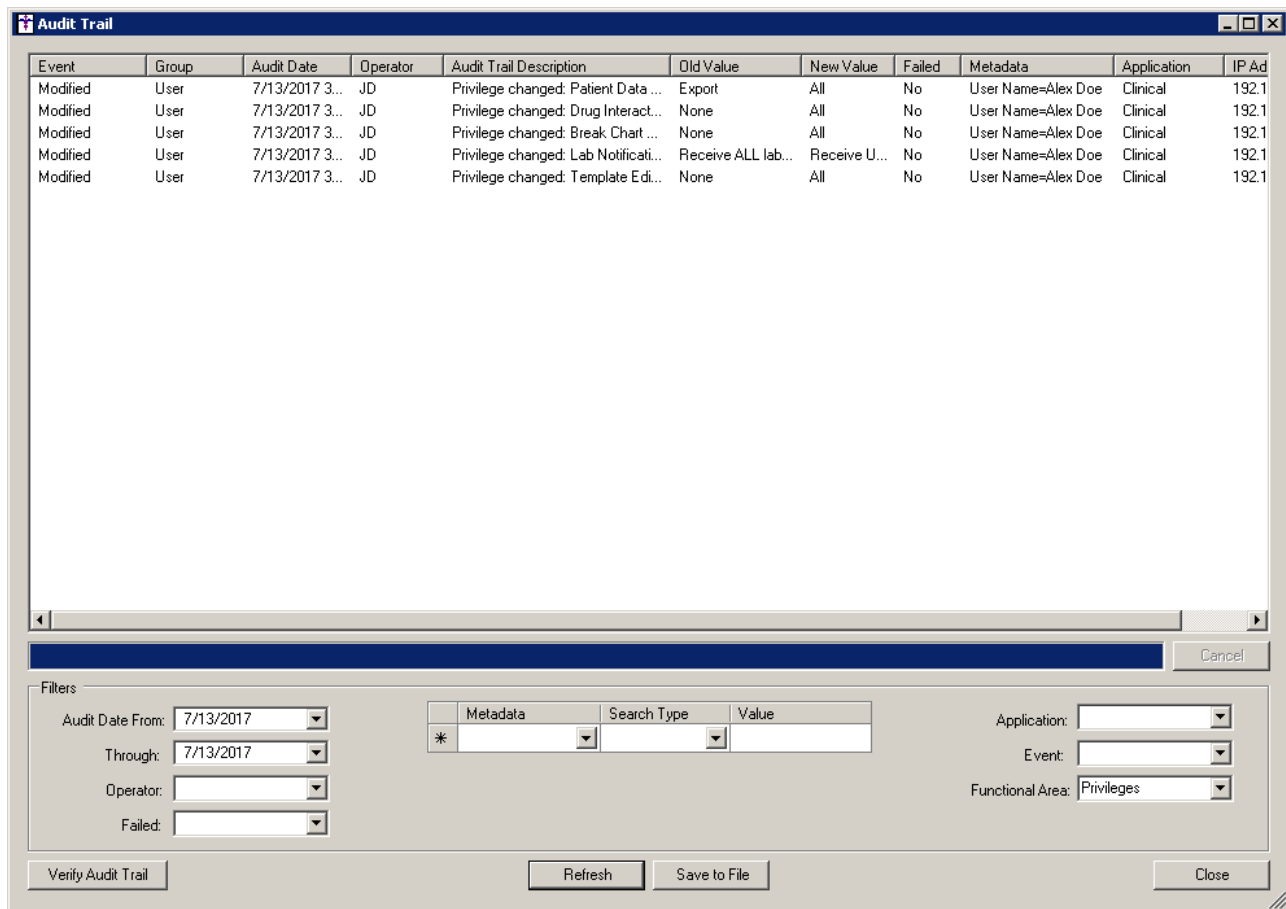 Audit Trail
Event Group Audit Date Operator Audit Trail Description Old Value New Value Failed Metadata Application IP Ad
Modified User 7/13/2017 3... JD Privilege changed: Patient Data ... Export All No User Name=Alex Doe Clinical 192.1
Modified User 7/13/2017 3... JD Privilege changed: Drug Interact... None All No User Name=Alex Doe Clinical 192.1
Modified User 7/13/2017 3... JD Privilege changed: Break Chart ... None All No User Name=Alex Doe Clinical 192.1
Modified User 7/13/2017 3... JD Privilege changed: Lab Notificati... Receive ALL lab... Receive U... No User Name=Alex Doe Clinical 192.1
Modified User 7/13/2017 3... JD Privilege changed: Template Edi... None All No User Name=Alex Doe Clinical 192.1
Cancel
Filters
Audit Date From: 7/13/2017
Through: 7/13/2017
Operator:
Failed:
Metadata Search Type Value
*
Application:
Event:
Functional Area: Privileges
Verify Audit Trail Refresh Save to File Close